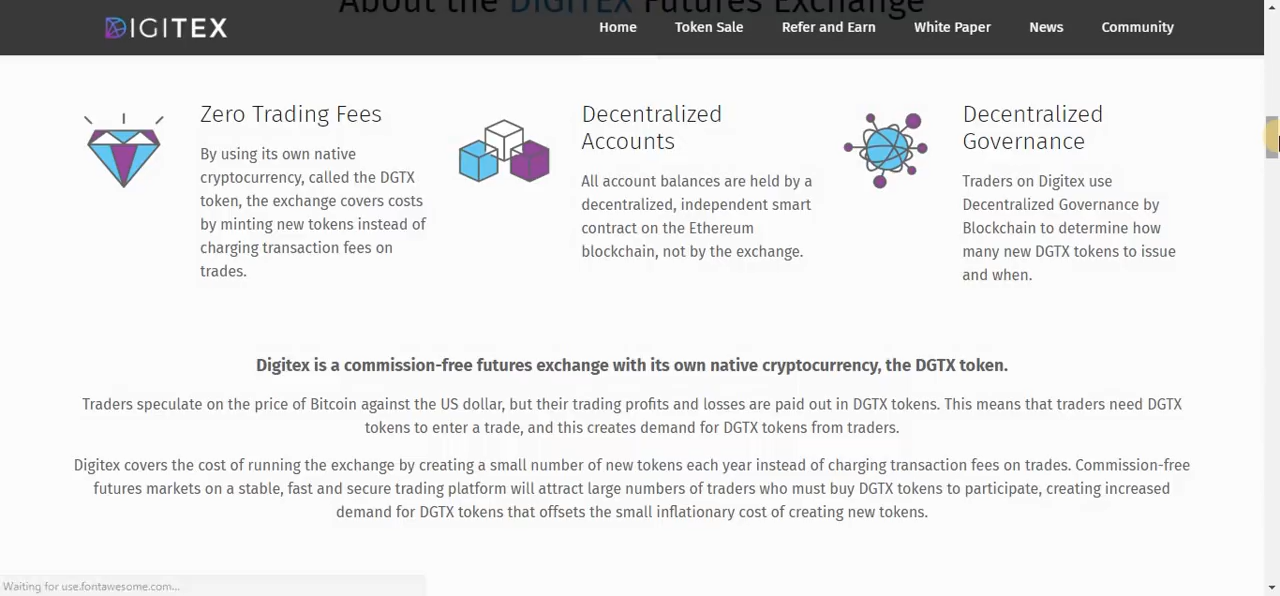 About the DIGITEX Futures Exchange
DIGITEX
Home
Token Sale
Refer and Earn
White Paper
News
Community
Zero Trading Fees
By using its own native
cryptocurrency, called the DGTX
token, the exchange covers costs
by minting new tokens instead of
charging transaction fees on
trades.
Decentralized
Accounts
All account balances are held by a
decentralized, independent smart
contract on the Ethereum
blockchain, not by the exchange.
Decentralized
Governance
Traders on Digitex use
Decentralized Governance by
Blockchain to determine how
many new DGTX tokens to issue
and when.
Digitex is a commission-free futures exchange with its own native cryptocurrency, the DGTX token.
Traders speculate on the price of Bitcoin against the US dollar, but their trading profits and losses are paid out in DGTX tokens. This means that traders need DGTX
tokens to enter a trade, and this creates demand for DGTX tokens from traders.
Digitex covers the cost of running the exchange by creating a small number of new tokens each year instead of charging transaction fees on trades. Commission-free
futures markets on a stable, fast and secure trading platform will attract large numbers of traders who must buy DGTX tokens to participate, creating increased
demand for DGTX tokens that offsets the small inflationary cost of creating new tokens.
Waiting for use.fontawesome.com...